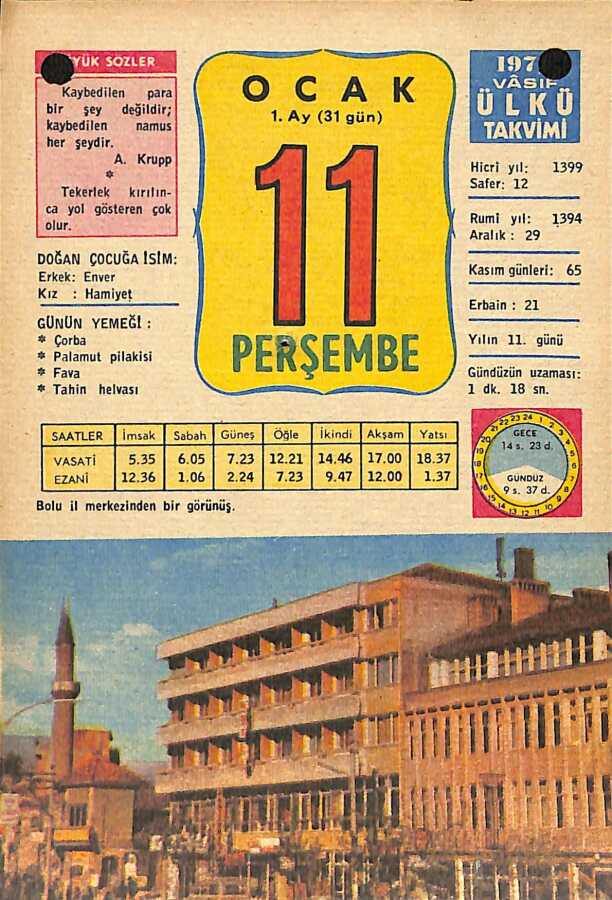 YÜK SÖZLER
Kaybedilen para
bir şey değildir;
kaybedilen namus
her şeydir.
A. Krupp
*
Tekerlek kırılın-
ca yol gösteren çok
olur.
DOĞAN ÇOCUĞA İSİM:
Erkek: Enver
Kız : Hamiyet
GÜNÜN YEMEĞİ :
* Çorba
* Palamut pilakisi
* Fava
* Tahin helvası
OCAK
1. Ay (31 gün)
11
PERŞEMBE
197
VÂSIF
ÜLKÜ
TAKVİMİ
Hicrî yıl: 1399
Safer: 12
Rumî yıl: 1394
Aralık : 29
Kasım günleri: 65
Erbain : 21
Yılın 11. günü
Gündüzün uzaması:
1 dk. 18 sn.
SAATLER İmsak Sabah Güneş Öğle İkindi Akşam Yatsı
VASATİ 5.35 6.05 7.23 12.21 14.46 17.00 18.37
EZANİ 12.36 1.06 2.24 7.23 9.47 12.00 1.37
GECE
14 s. 23 d.
GÜNDÜZ
9 s. 37 d.
Bolu il merkezinden bir görünüş.